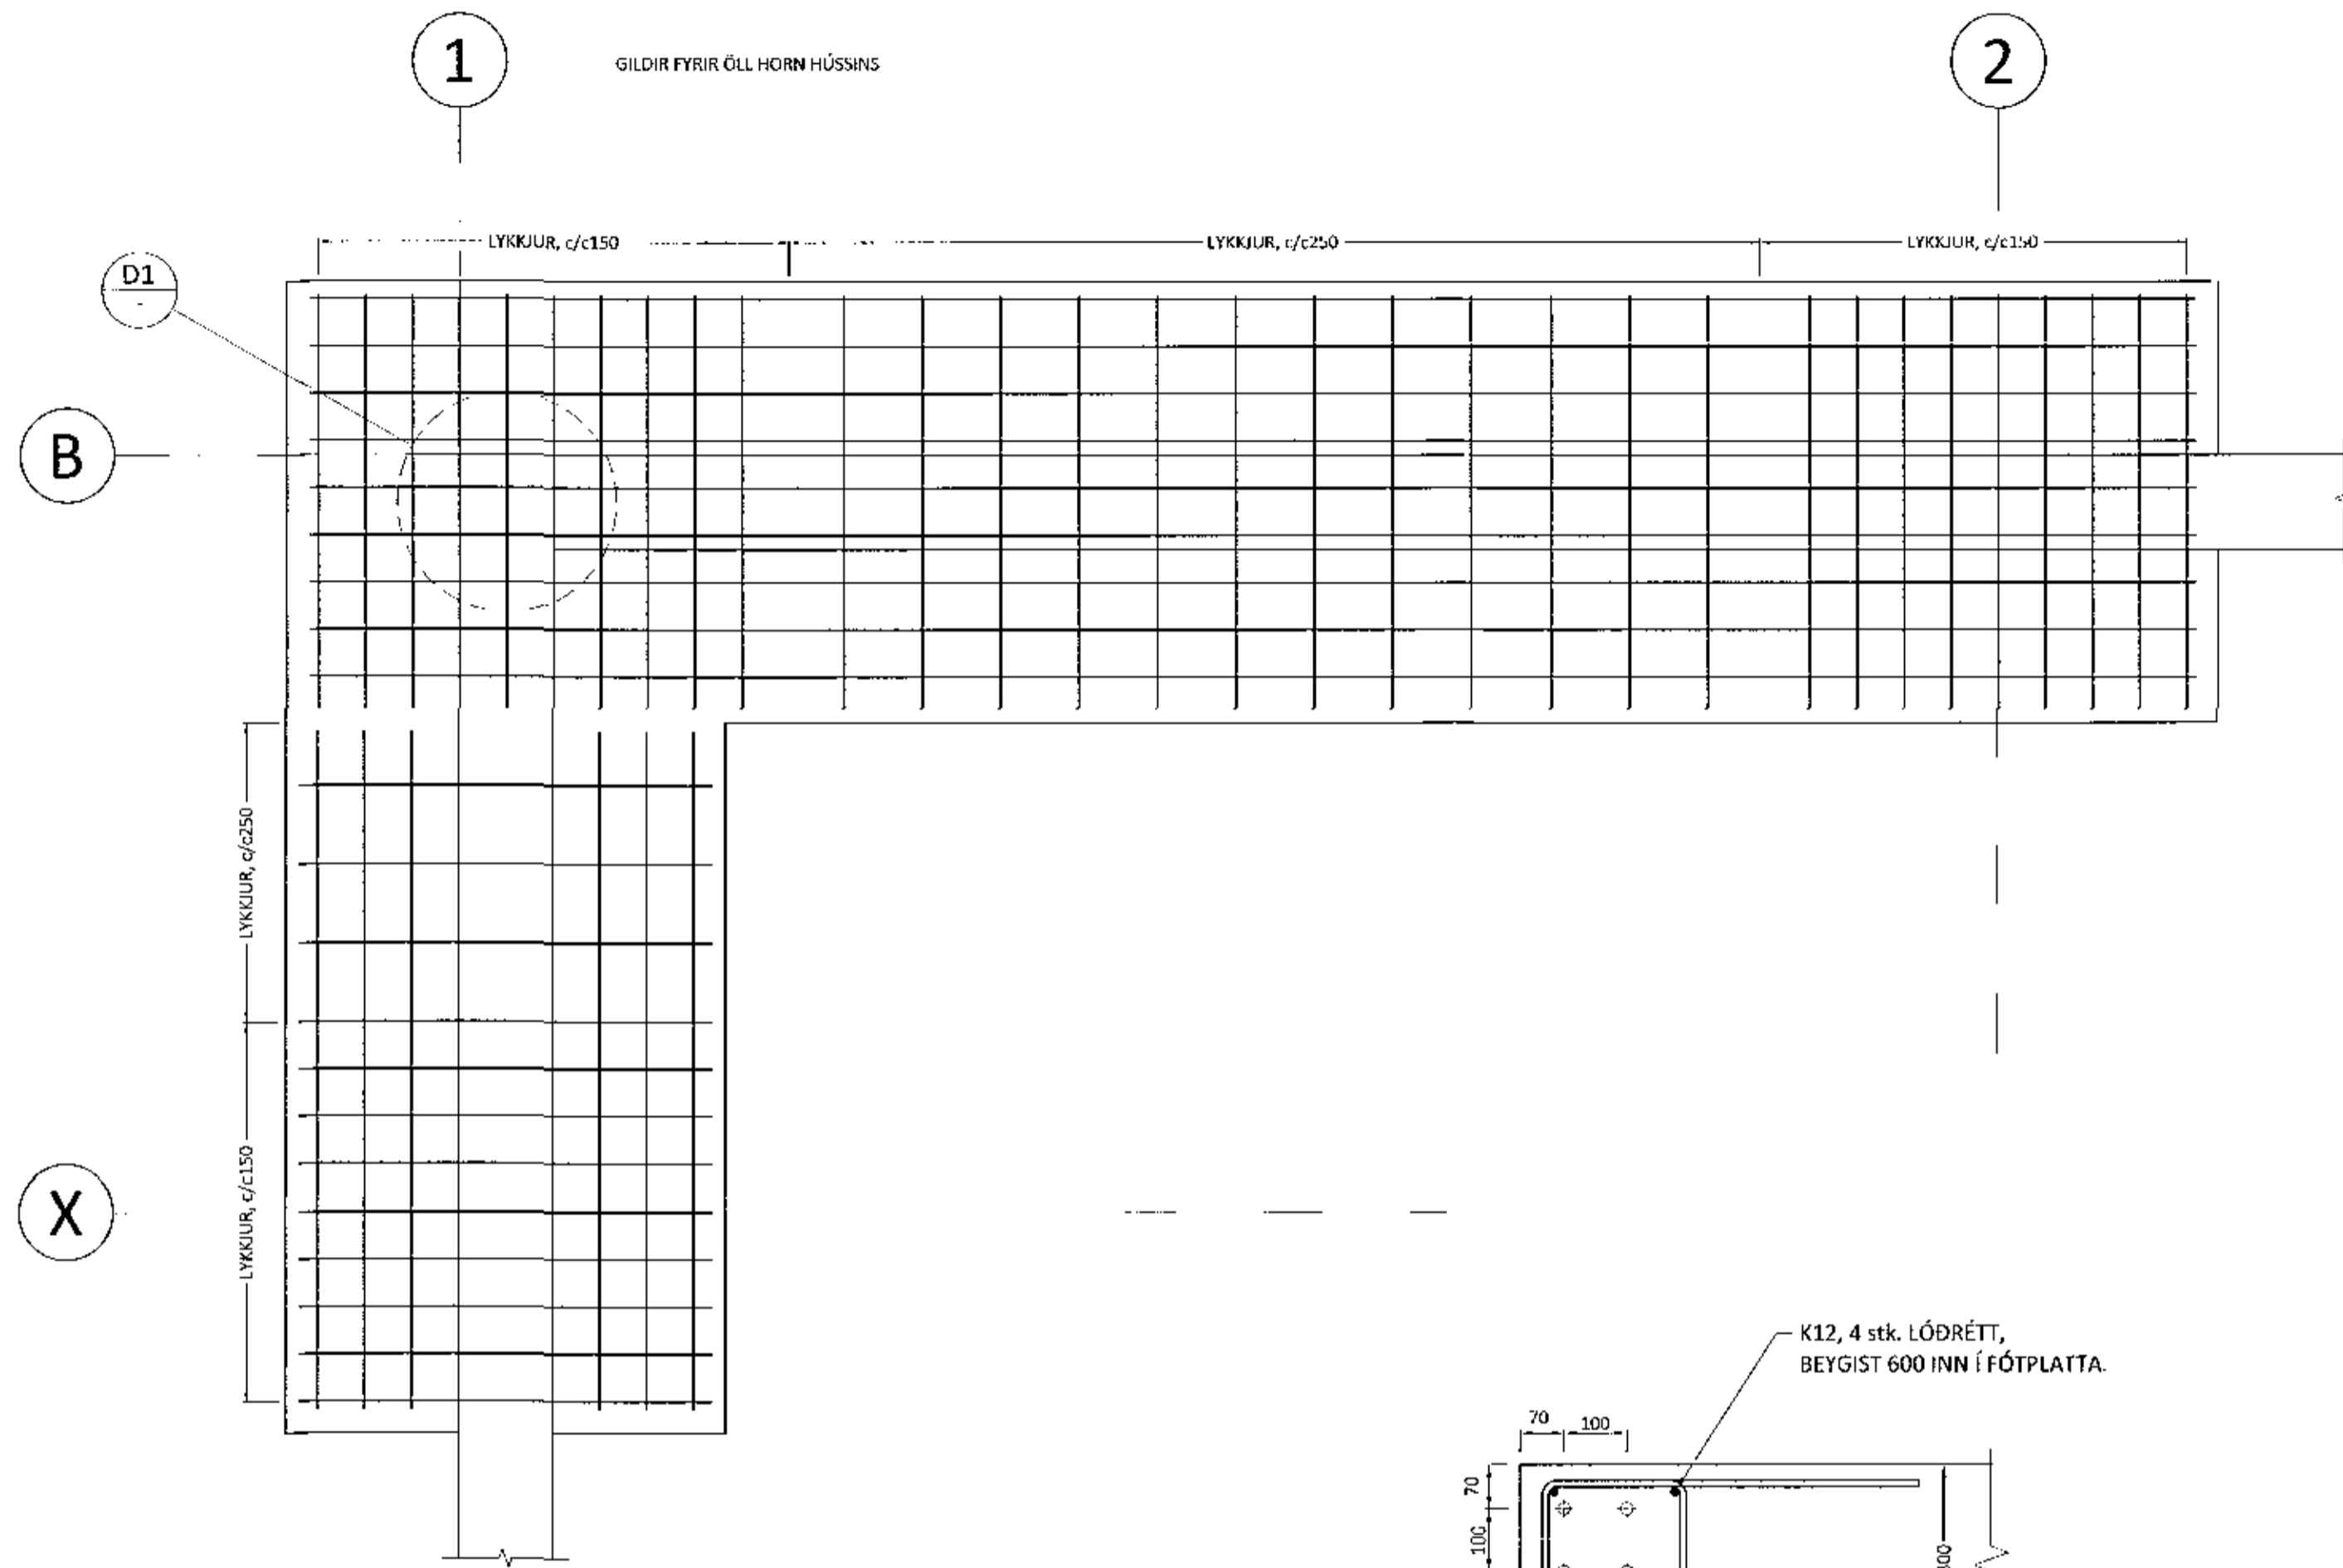 1
GILDIR FYRIR ÖLL HORN HÚSSINS
2
LYKKJUR, c/c150
LYKKJUR, c/c250
LYKKJUR, c/c150
D1
-
B
LYKKJUR, c/c250
LYKKJUR, c/c150
X
K12, 4 stk. LÓÐRÉTT,
BEYGIST 600 INN Í FÓTPLATTA.
70
100
70
100